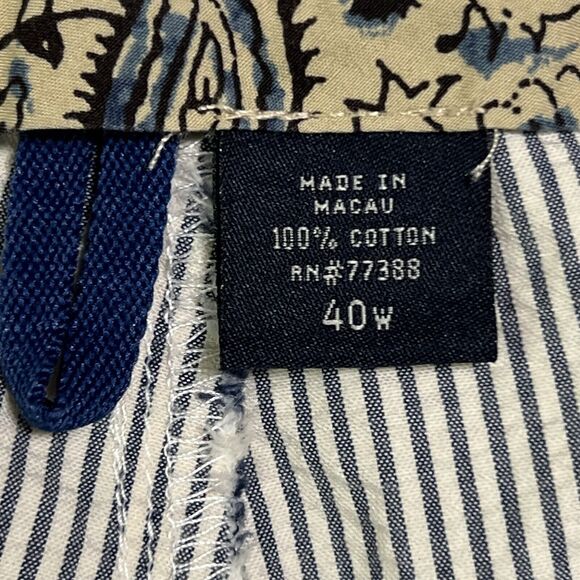 MADE IN
MACAU
100% COTTON
RN#77388
40W